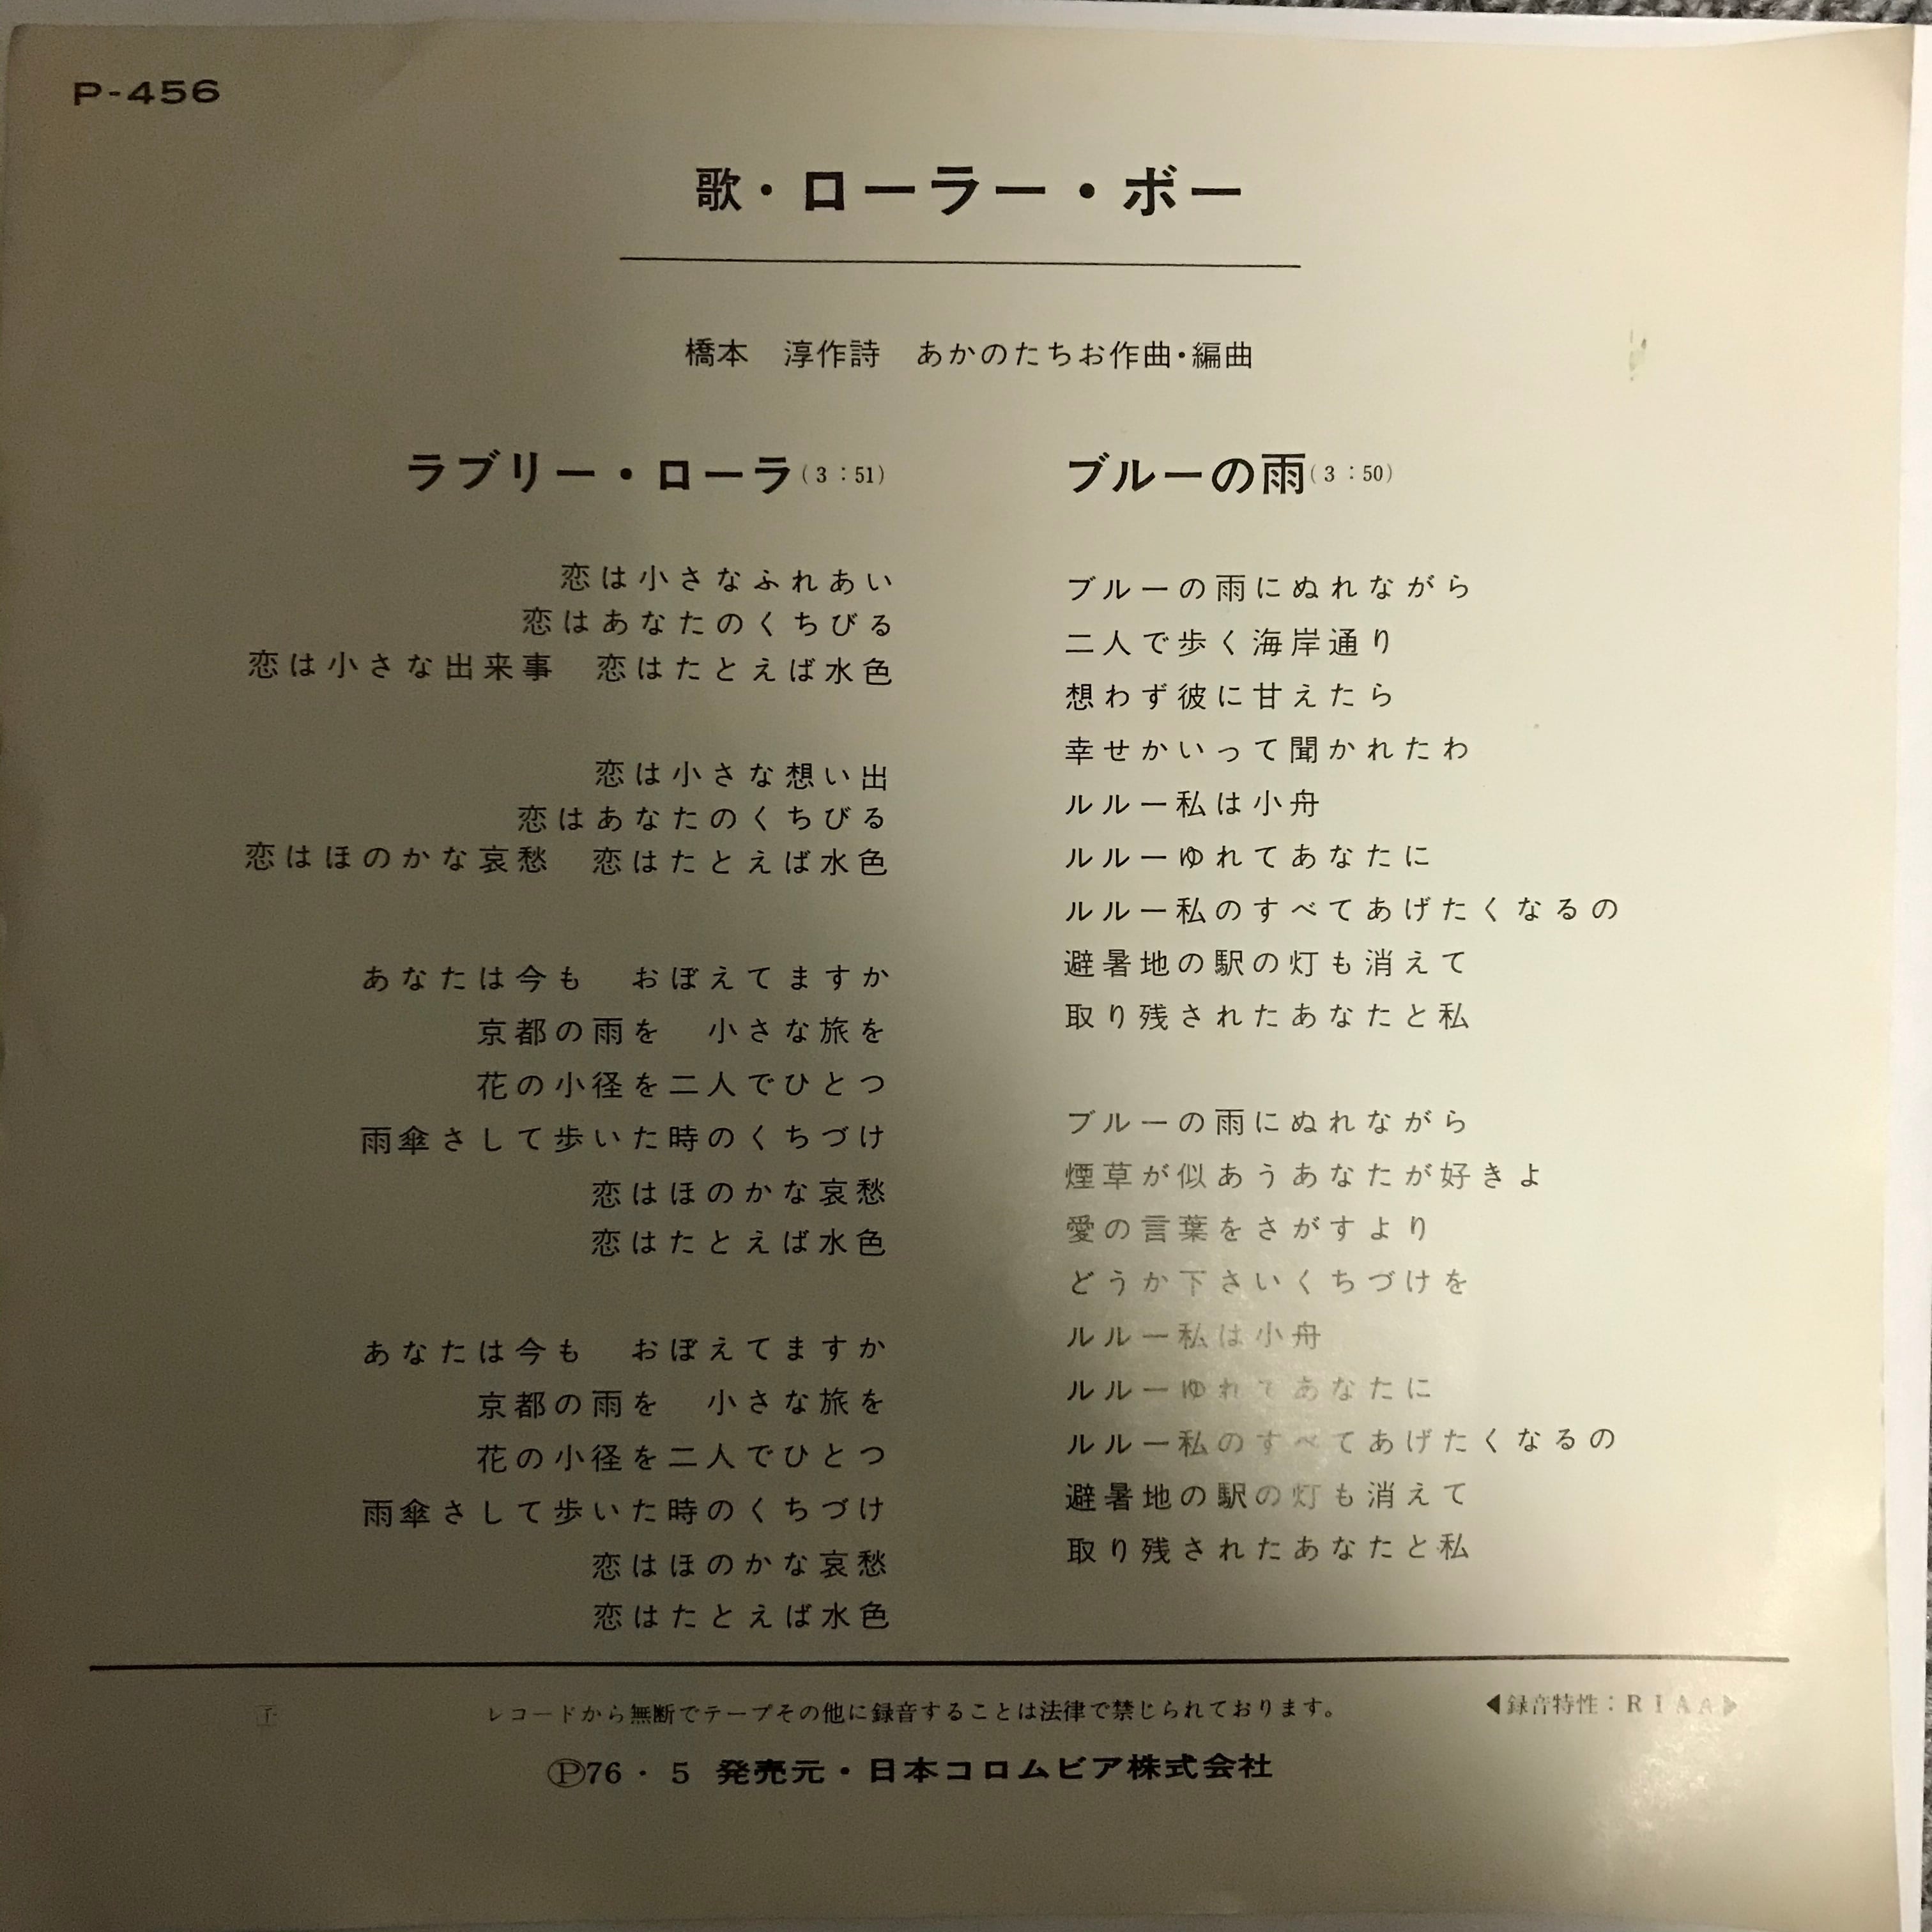 P-456
歌・ローラー・ボー
橋本　淳作詩　あかのたちお作曲・編曲
ラブリー・ローラ(3:51)
恋は小さなふれあい
恋はあなたのくちびる
恋は小さな出来事　恋はたとえば水色
恋は小さな想い出
恋はあなたのくちびる
恋はほのかな哀愁　恋はたとえば水色
あなたは今も　おぼえてますか
京都の雨を　小さな旅を
花の小径を二人でひとつ
雨傘さして歩いた時のくちづけ
恋はほのかな哀愁
恋はたとえば水色
あなたは今も　おぼえてますか
京都の雨を　小さな旅を
花の小径を二人でひとつ
雨傘さして歩いた時のくちづけ
恋はほのかな哀愁
恋はたとえば水色
ブルーの雨(3:50)
ブルーの雨にぬれながら
二人で歩く海岸通り
想わず彼に甘えたら
幸せかいって聞かれたわ
ルルー私は小舟
ルルーゆれてあなたに
ルルー私のすべてあげたくなるの
避暑地の駅の灯も消えて
取り残されたあなたと私
ブルーの雨にぬれながら
煙草が似あうあなたが好きよ
愛の言葉をさがすより
どうか下さいくちづけを
ルルー私は小舟
ルルーゆれてあなたに
ルルー私のすべてあげたくなるの
避暑地の駅の灯も消えて
取り残されたあなたと私
レコードから無断でテープその他に録音することは法律で禁じられております。
◀録音特性：RIAA▶
Ⓟ76・5 発売元・日本コロムビア株式会社